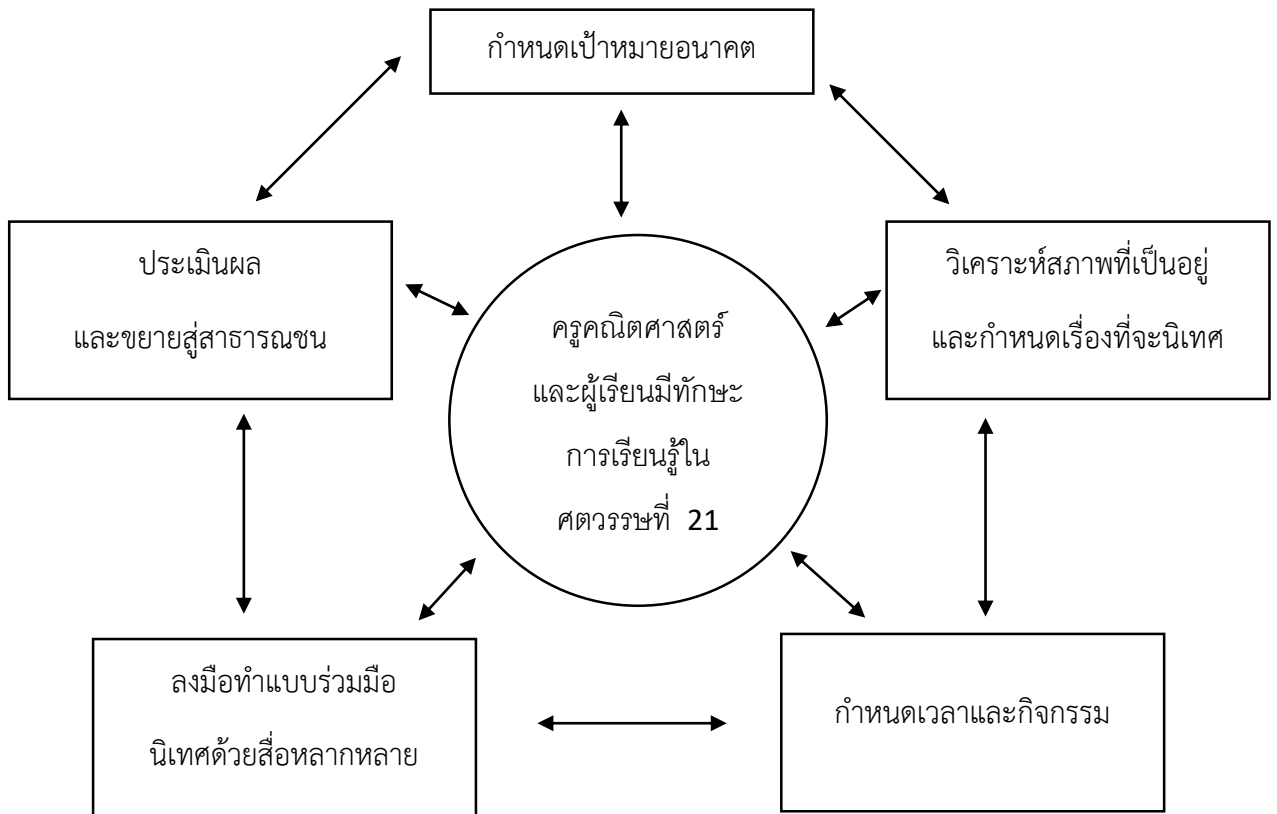 กำหนดเป้าหมายอนาคต
ประเมินผล
และขยายสู่สาธารณชน
วิเคราะห์สภาพที่เป็นอยู่
และกำหนดเรื่องที่จะนิเทศ
ครูคณิตศาสตร์
และผู้เรียนมีทักษะ
การเรียนรู้ใน
ศตวรรษที่ 21
ลงมือทำแบบร่วมมือ
นิเทศด้วยสื่อหลากหลาย
กำหนดเวลาและกิจกรรม